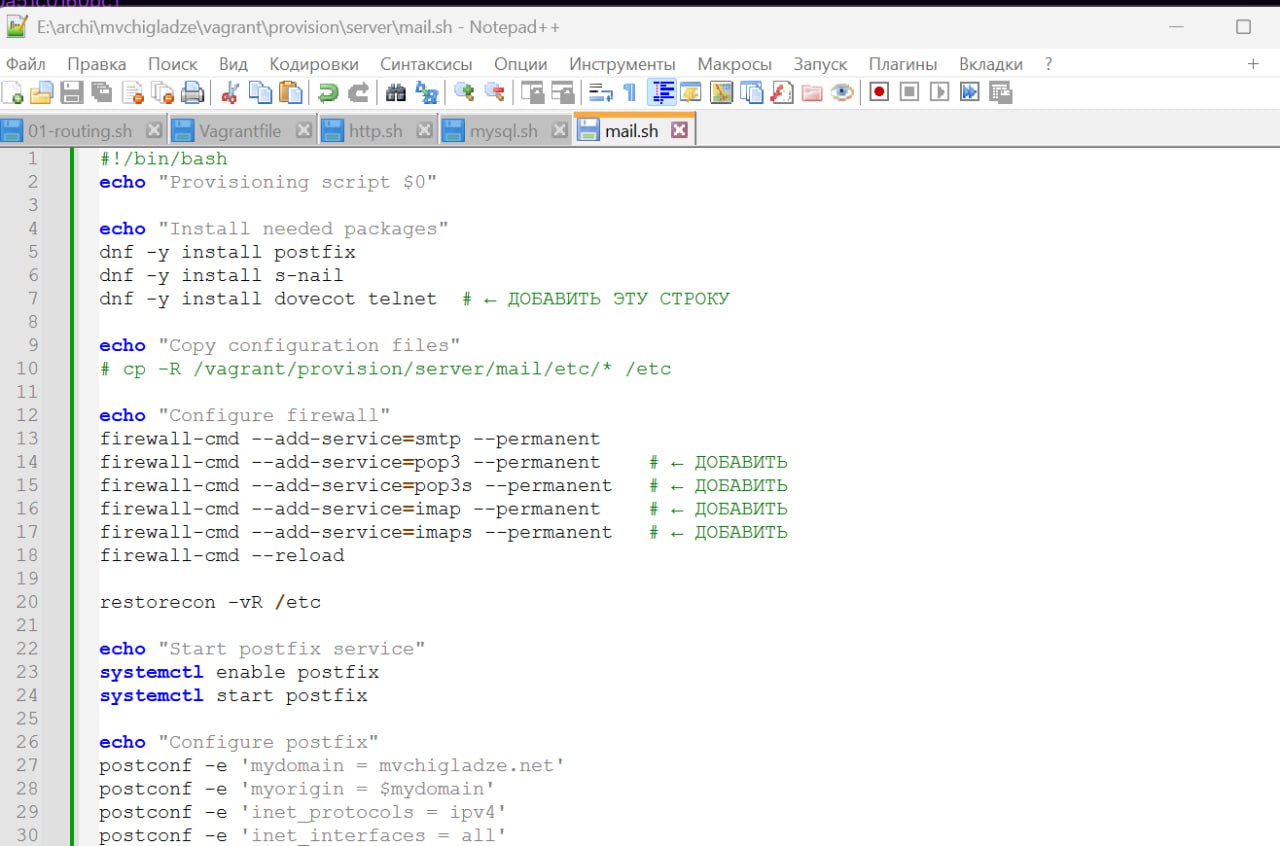 E:\archi\mvchigladze\vagrant\provision\server\mail.sh - Notepad++
Файл Правка Поиск Вид Кодировки Синтаксисы Опции Инструменты Макросы Запуск Плагины Вкладки ?
01-routing.sh Vagrantfile http.sh mysql.sh mail.sh
1 #!/bin/bash
2 echo "Provisioning script $0"
3
4 echo "Install needed packages"
5 dnf -y install postfix
6 dnf -y install s-nail
7 dnf -y install dovecot telnet # ← ДОБАВИТЬ ЭТУ СТРОКУ
8
9 echo "Copy configuration files"
10 # cp -R /vagrant/provision/server/mail/etc/* /etc
11
12 echo "Configure firewall"
13 firewall-cmd --add-service=smtp --permanent
14 firewall-cmd --add-service=pop3 --permanent # ← ДОБАВИТЬ
15 firewall-cmd --add-service=pop3s --permanent # ← ДОБАВИТЬ
16 firewall-cmd --add-service=imap --permanent # ← ДОБАВИТЬ
17 firewall-cmd --add-service=imaps --permanent # ← ДОБАВИТЬ
18 firewall-cmd --reload
19
20 restorecon -vR /etc
21
22 echo "Start postfix service"
23 systemctl enable postfix
24 systemctl start postfix
25
26 echo "Configure postfix"
27 postconf -e 'mydomain = mvchigladze.net'
28 postconf -e 'myorigin = $mydomain'
29 postconf -e 'inet_protocols = ipv4'
30 postconf -e 'inet_interfaces = all'